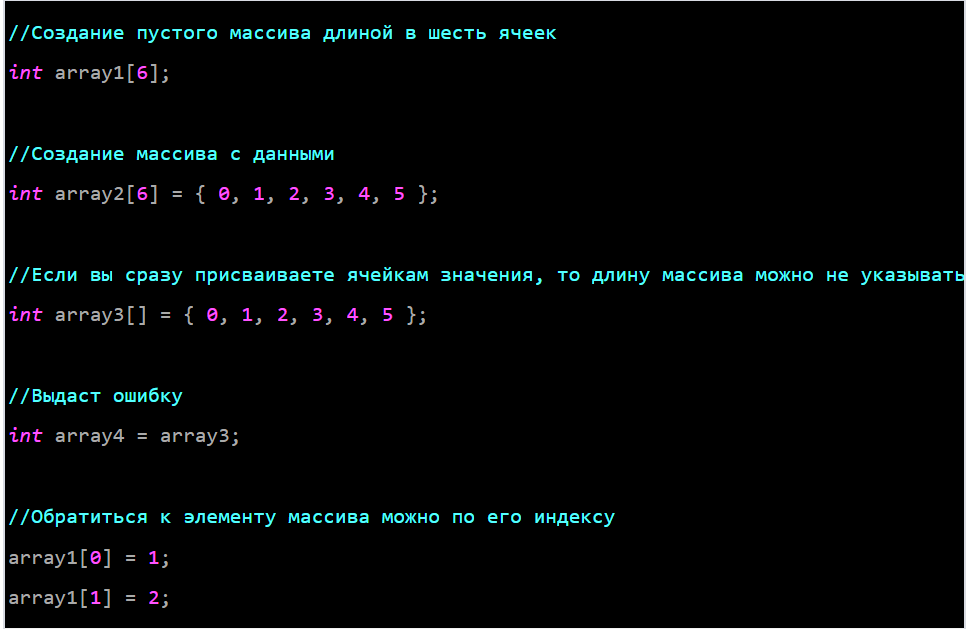 //Создание пустого массива длиной в шесть ячеек
int array1[6];
//Создание массива с данными
int array2[6] = { 0, 1, 2, 3, 4, 5 };
//Если вы сразу присваиваете ячейкам значения, то длину массива можно не указывать
int array3[] = { 0, 1, 2, 3, 4, 5 };
//Выдаст ошибку
int array4 = array3;
//Обратиться к элементу массива можно по его индексу
array1[0] = 1;
array1[1] = 2;